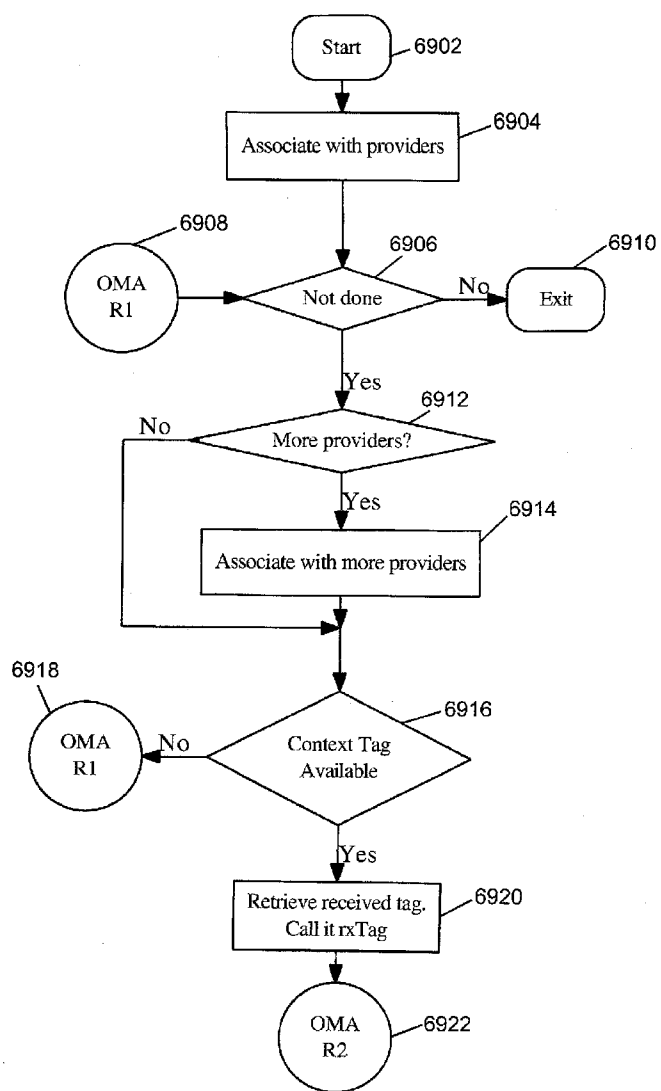 Start
6902
Associate with providers
6904
6908
OMA
R1
Not done
6906
No
6910
Exit
Yes
6912
No
More providers?
Yes
6914
Associate with more providers
6918
OMA
R1
No
6916
Context Tag
Available
Yes
6920
Retrieve received tag.
Call it rxTag
OMA
R2
6922